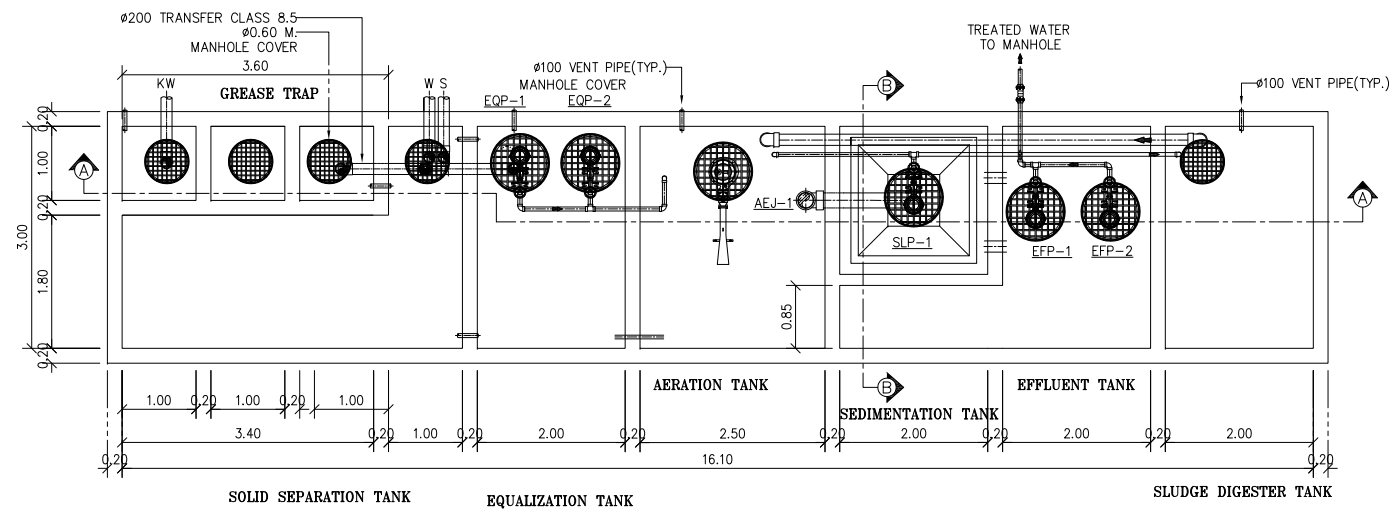 Ø200 TRANSFER CLASS 8.5
Ø0.60 M.
MANHOLE COVER
3.60
KW
GREASE TRAP
W S
EQP-1
Ø100 VENT PIPE(TYP.)
MANHOLE COVER
EQP-2
B
TREATED WATER
TO MANHOLE
Ø100 VENT PIPE(TYP.)
0.20
1.00
0.20
3.00
1.80
0.20
A
AEJ-1
SLP-1
EFP-1
EFP-2
A
0.85
AERATION TANK
B
EFFLUENT TANK
SEDIMENTATION TANK
1.00 0.20 1.00 0.20 1.00
3.40 0.20 1.00 0.20 2.00 0.20 2.50 0.20 2.00 0.20 2.00 0.20 2.00
0.20 16.10 0.20
SOLID SEPARATION TANK
EQUALIZATION TANK
SLUDGE DIGESTER TANK